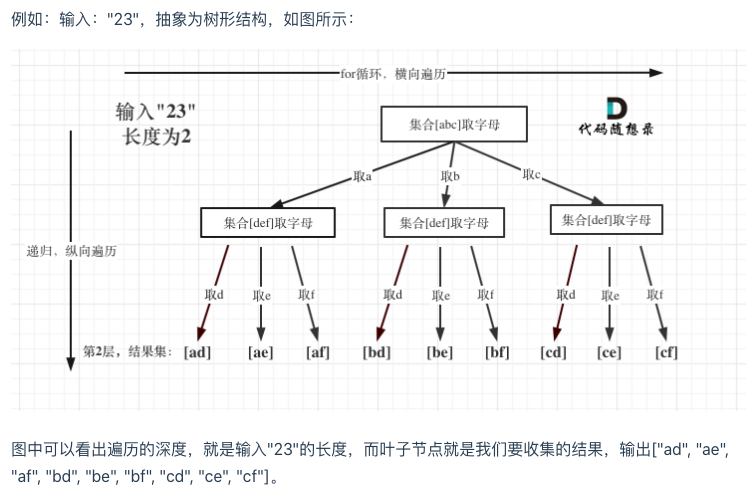 例如：输入："23"，抽象为树形结构，如图所示：
for循环，横向遍历
输入"23"
长度为2
集合[abc]取字母
代码随想录
取a
取b
取c
集合[def]取字母
集合[def]取字母
集合[def]取字母
递归，纵向遍历
取d
取e
取f
取d
取e
取f
取d
取e
取f
第2层，结果集：
[ad]
[ae]
[af]
[bd]
[be]
[bf]
[cd]
[ce]
[cf]
图中可以看出遍历的深度，就是输入"23"的长度，而叶子节点就是我们要收集的结果，输出["ad", "ae",
"af", "bd", "be", "bf", "cd", "ce", "cf"]。